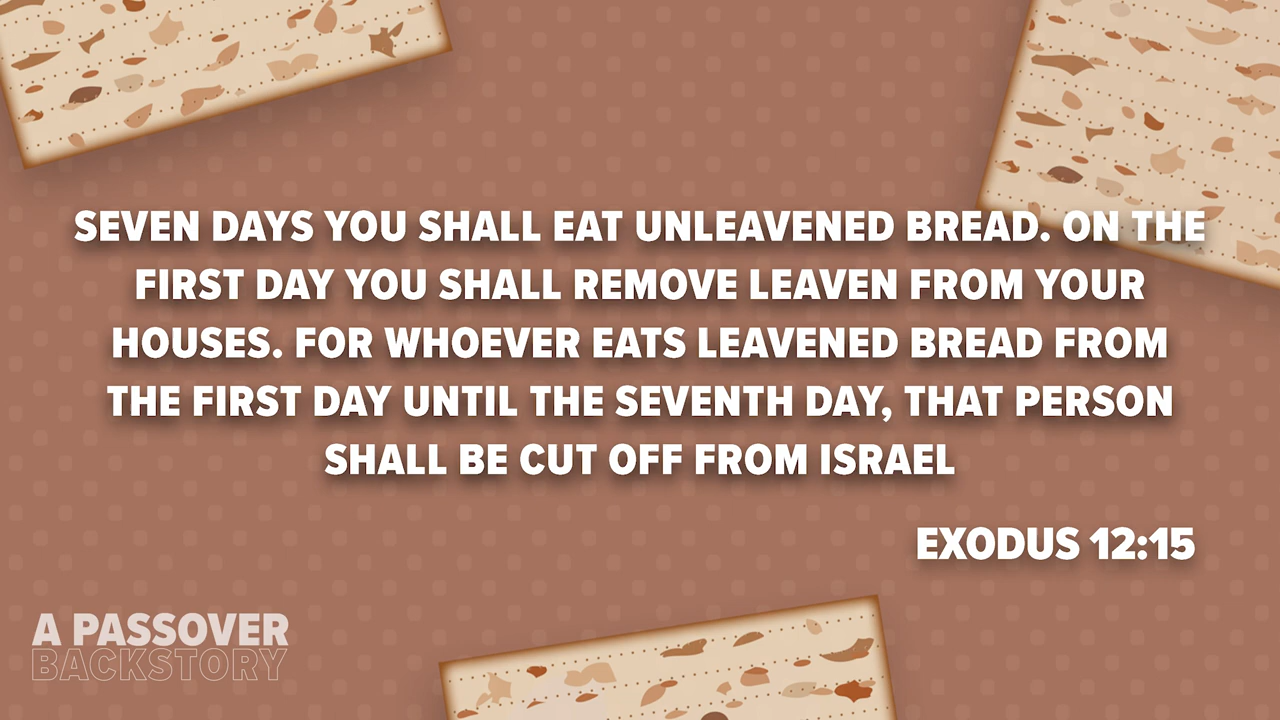 SEVEN DAYS YOU SHALL EAT UNLEAVENED BREAD. ON THE
FIRST DAY YOU SHALL REMOVE LEAVEN FROM YOUR
HOUSES. FOR WHOEVER EATS LEAVENED BREAD FROM
THE FIRST DAY UNTIL THE SEVENTH DAY, THAT PERSON
SHALL BE CUT OFF FROM ISRAEL
EXODUS 12:15
A PASSOVER
BACKSTORY